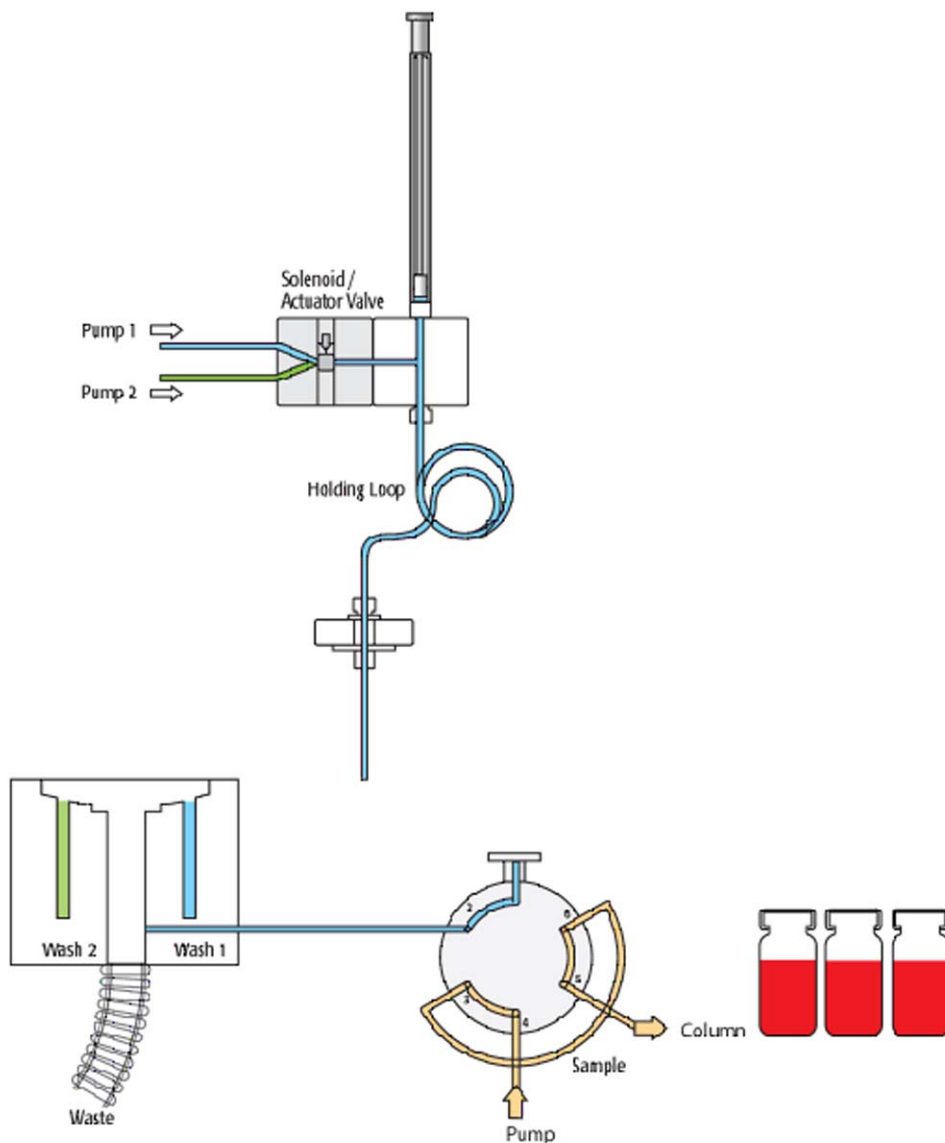 Solenoid /
Actuator Valve
Pump 1
Pump 2
Holding Loop
Wash 2
Wash 1
Waste
2
6
3
5
4
Column
Sample
Pump